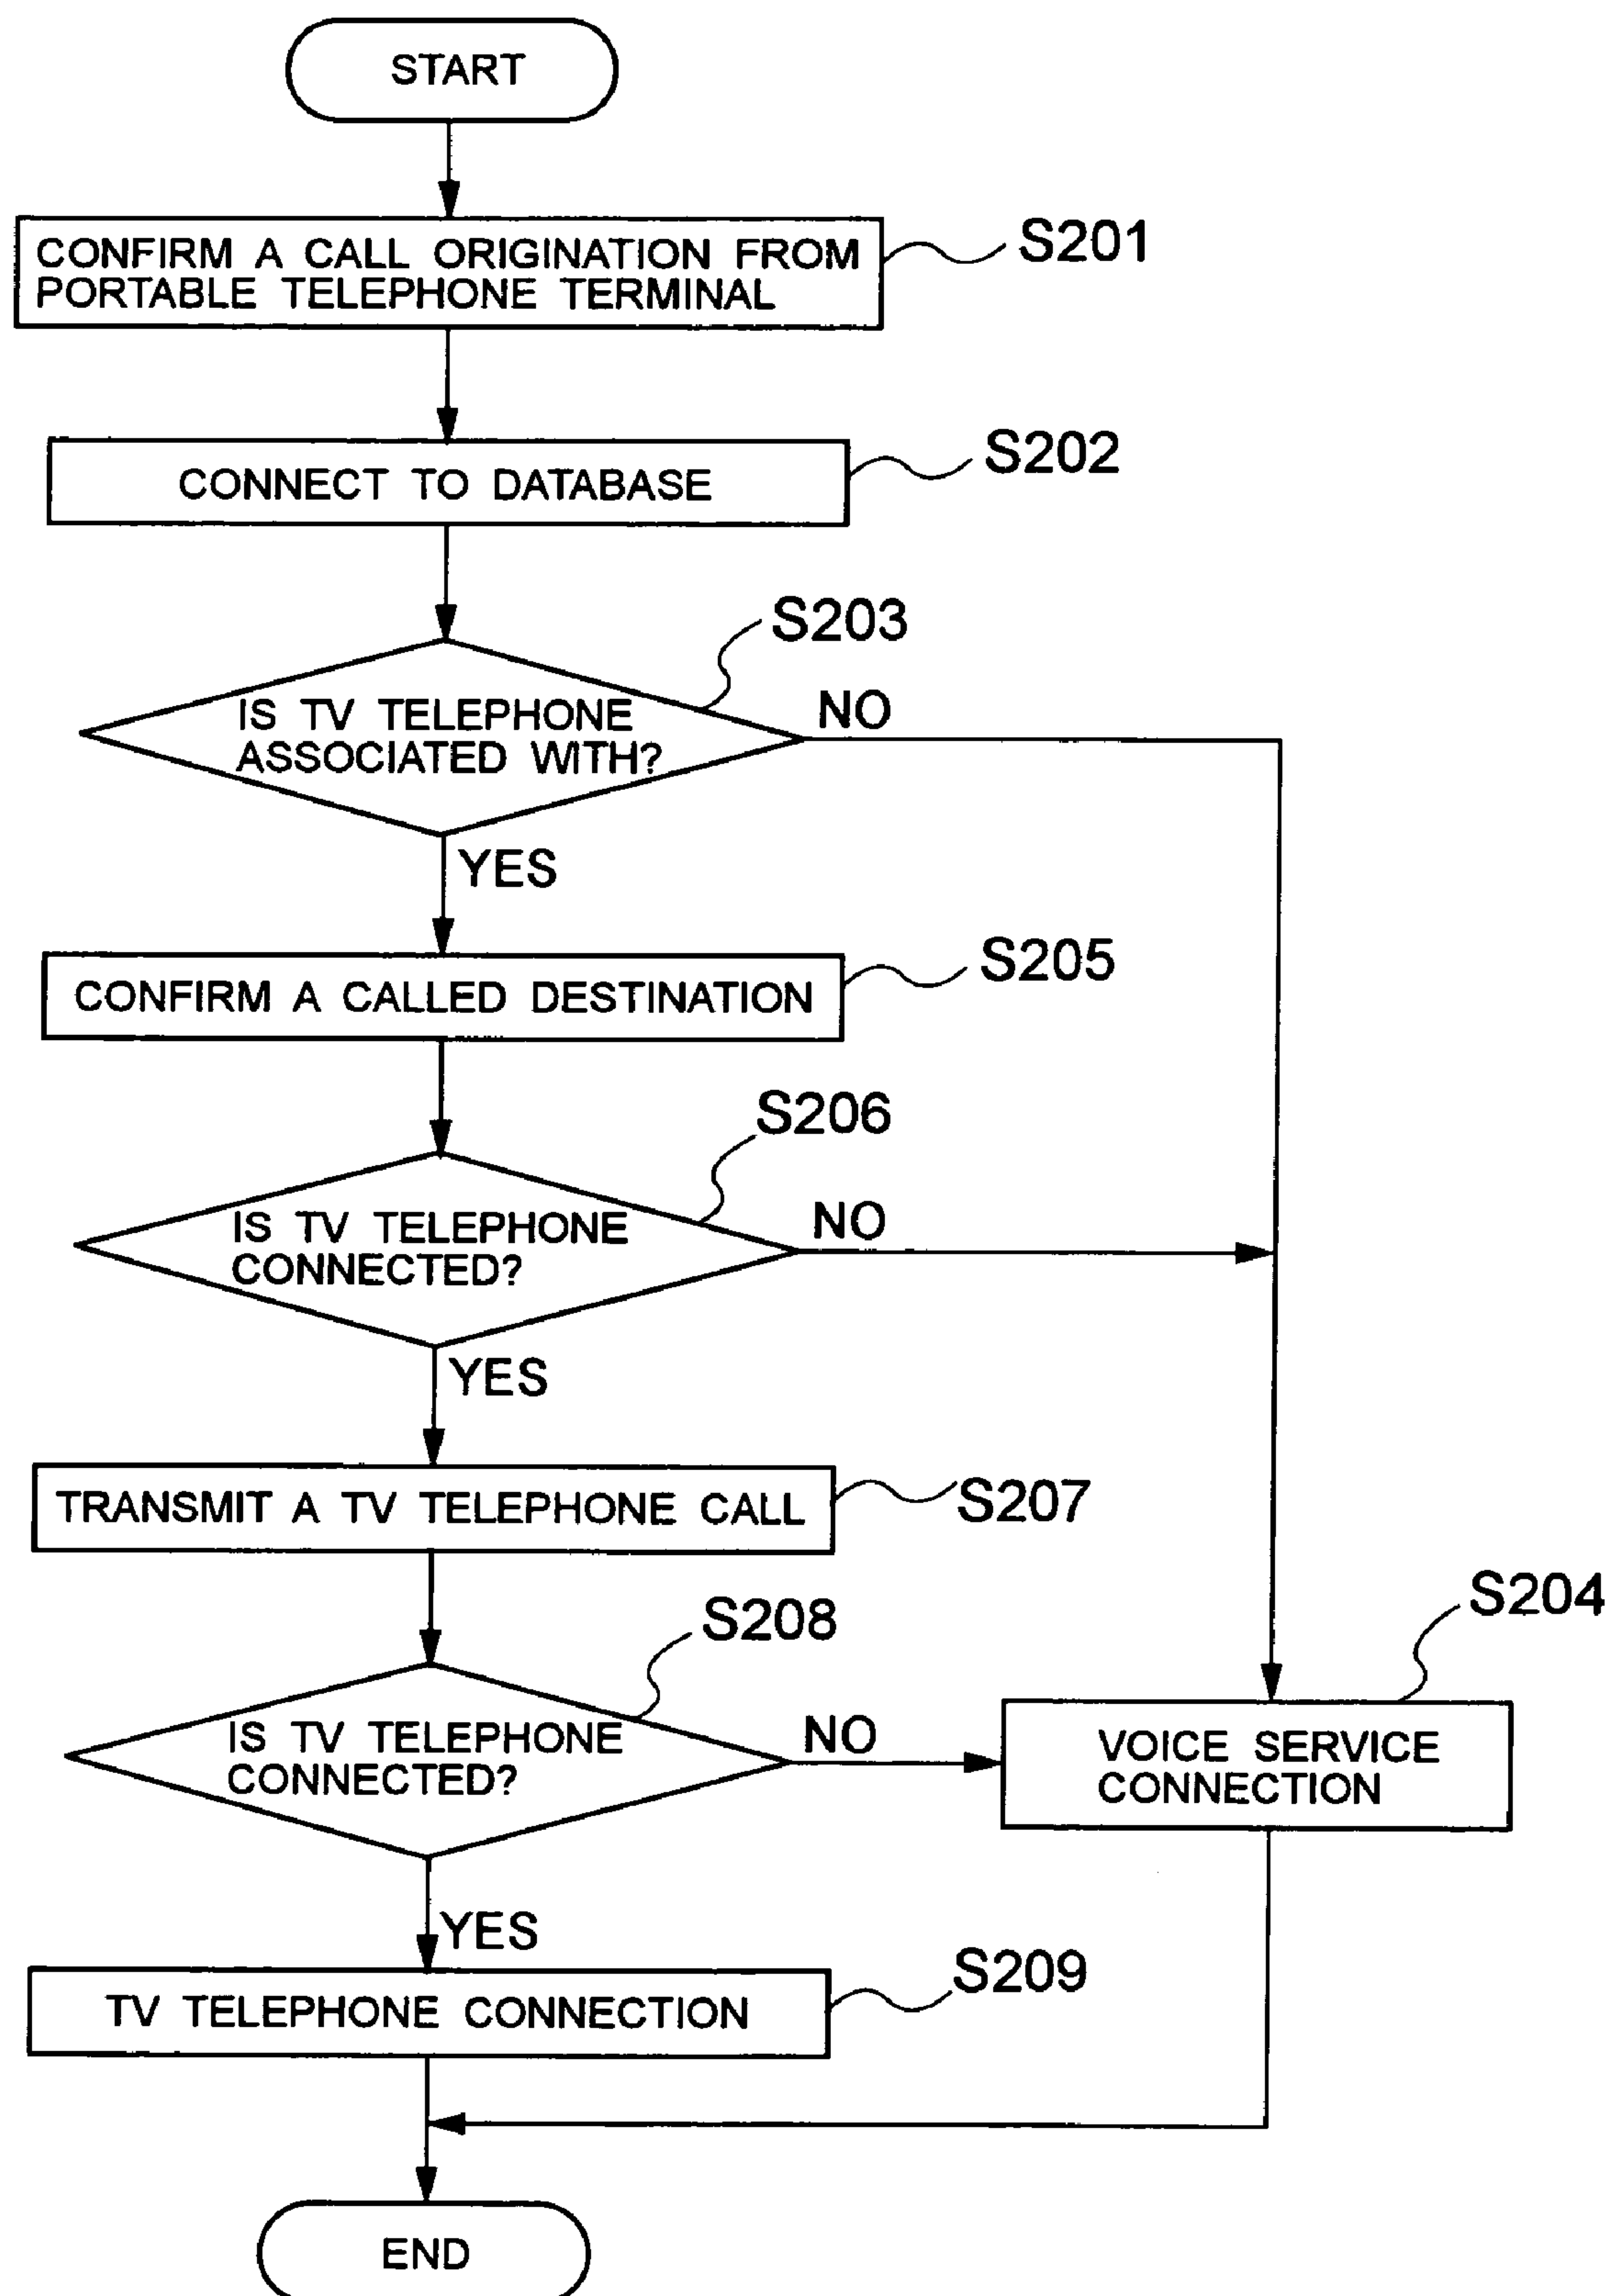 START
CONFIRM A CALL ORIGINATION FROM
PORTABLE TELEPHONE TERMINAL
S201
CONNECT TO DATABASE
S202
S203
IS TV TELEPHONE
ASSOCIATED WITH?
NO
YES
CONFIRM A CALLED DESTINATION
S205
S206
IS TV TELEPHONE
CONNECTED?
NO
YES
TRANSMIT A TV TELEPHONE CALL
S207
S208
IS TV TELEPHONE
CONNECTED?
NO
S204
VOICE SERVICE
CONNECTION
YES
TV TELEPHONE CONNECTION
S209
END